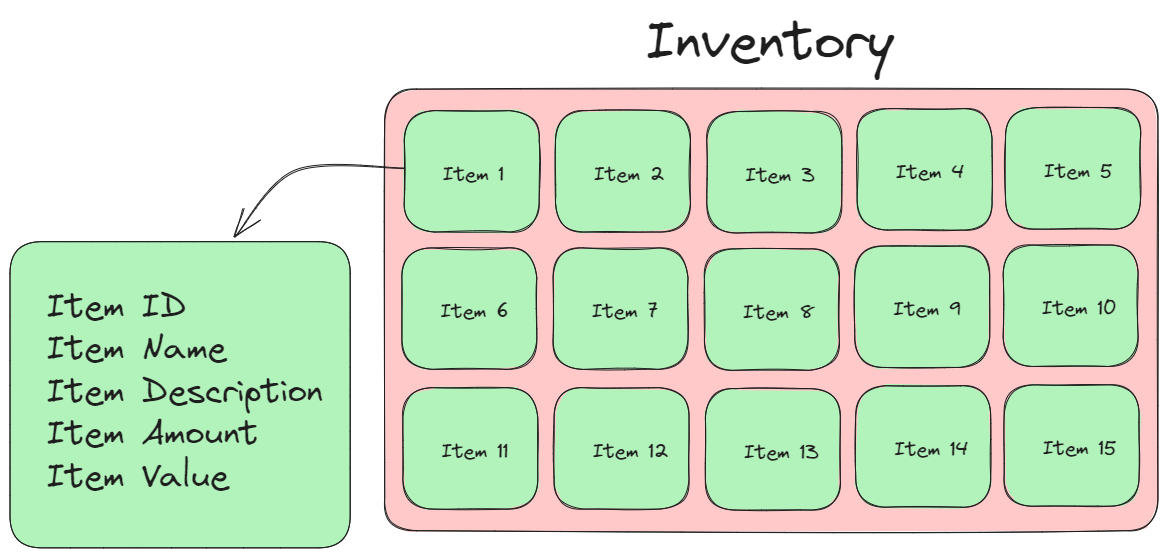 Inventory
Item 1
Item 2
Item 3
Item 4
Item 5
Item 6
Item 7
Item 8
Item 9
Item 10
Item 11
Item 12
Item 13
Item 14
Item 15
Item ID
Item Name
Item Description
Item Amount
Item Value